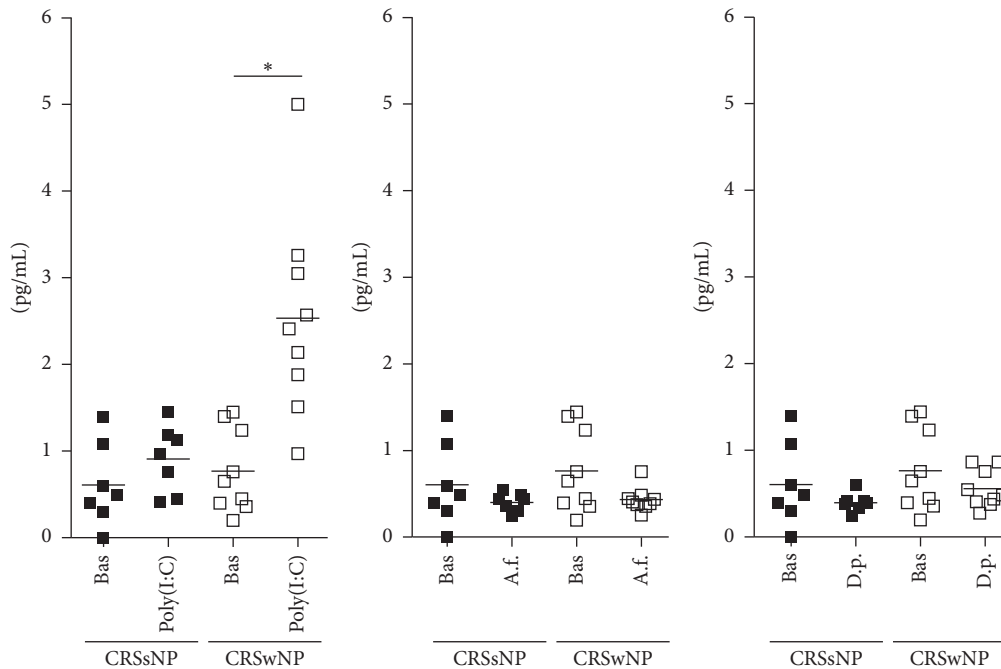 6
5
4
3
2
1
0
(pg/mL)
*
Bas
Poly(I:C)
Bas
Poly(I:C)
CRSsNP
CRSwNP
6
5
4
3
2
1
0
(pg/mL)
Bas
A.f.
Bas
A.f.
CRSsNP
CRSwNP
6
5
4
3
2
1
0
(pg/mL)
Bas
D.p.
Bas
D.p.
CRSsNP
CRSwNP